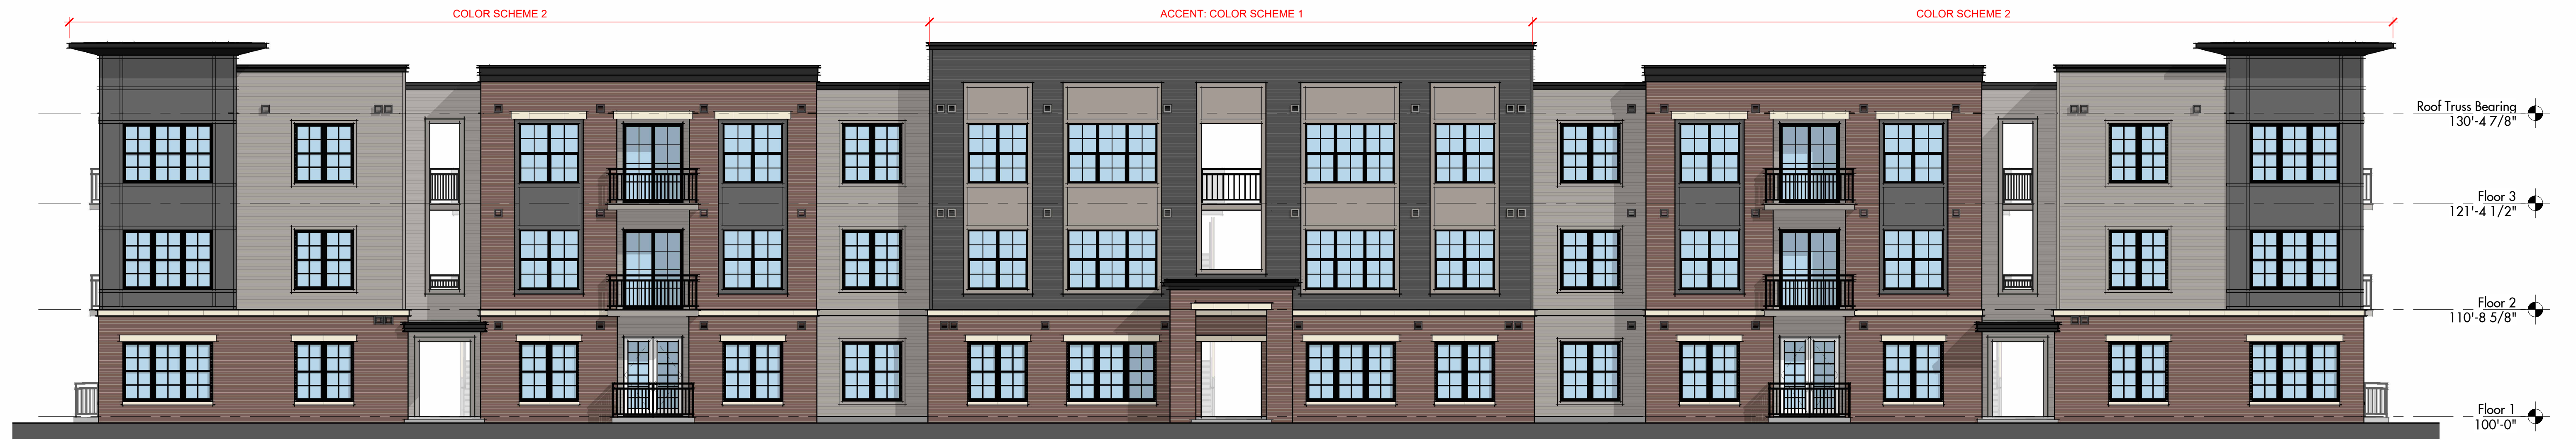 COLOR SCHEME 2
ACCENT: COLOR SCHEME 1
COLOR SCHEME 2
Roof Truss Bearing
130'-4 7/8"
Floor 3
121'-4 1/2"
Floor 2
110'-8 5/8"
Floor 1
100'-0"